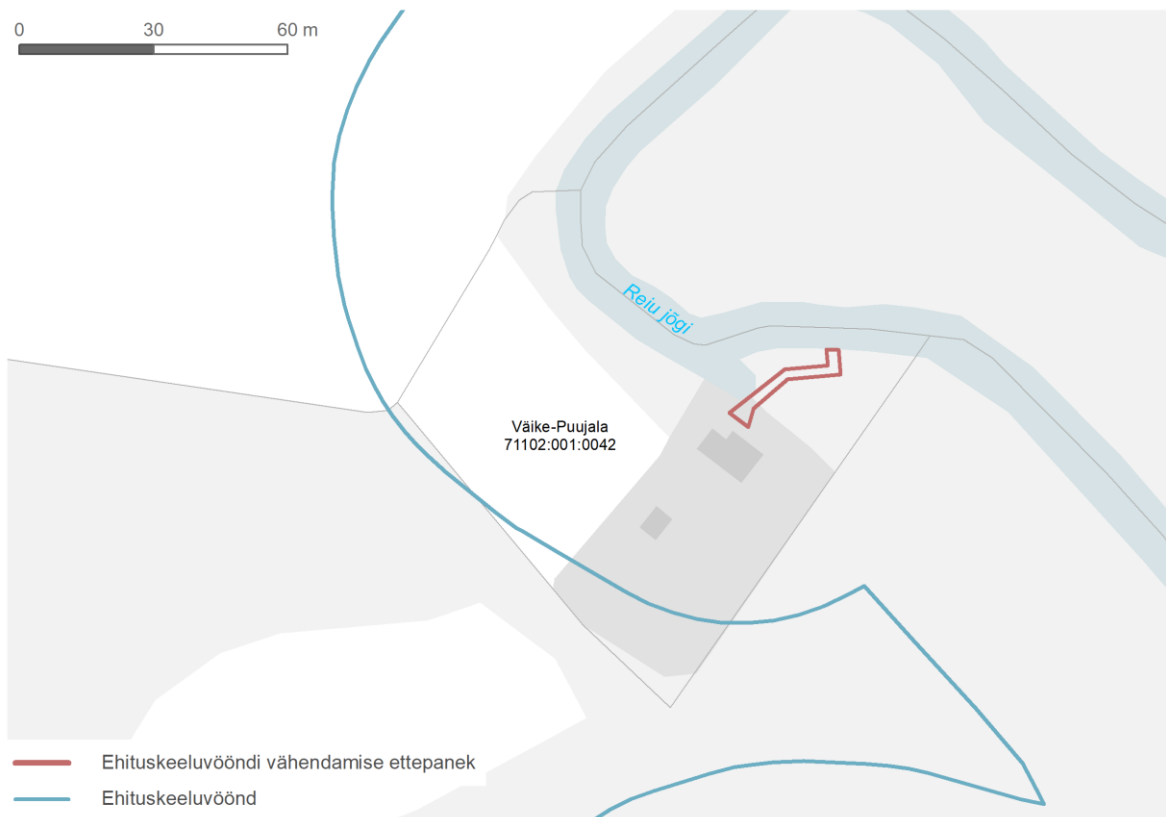 0 30 60 m
Reiu jõgi
Väike-Puujala
71102:001:0042
Ehituskeeluvööndi vähendamise ettepanek
Ehituskeeluvöönd